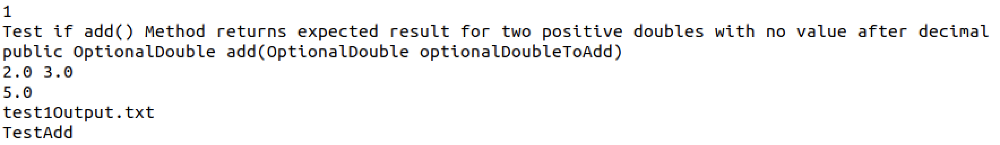 1
Test if add() Method returns expected result for two positive doubles with no value after decimal
public OptionalDouble add(OptionalDouble optionalDoubleToAdd)
2.0 3.0
5.0
test1Output.txt
TestAdd